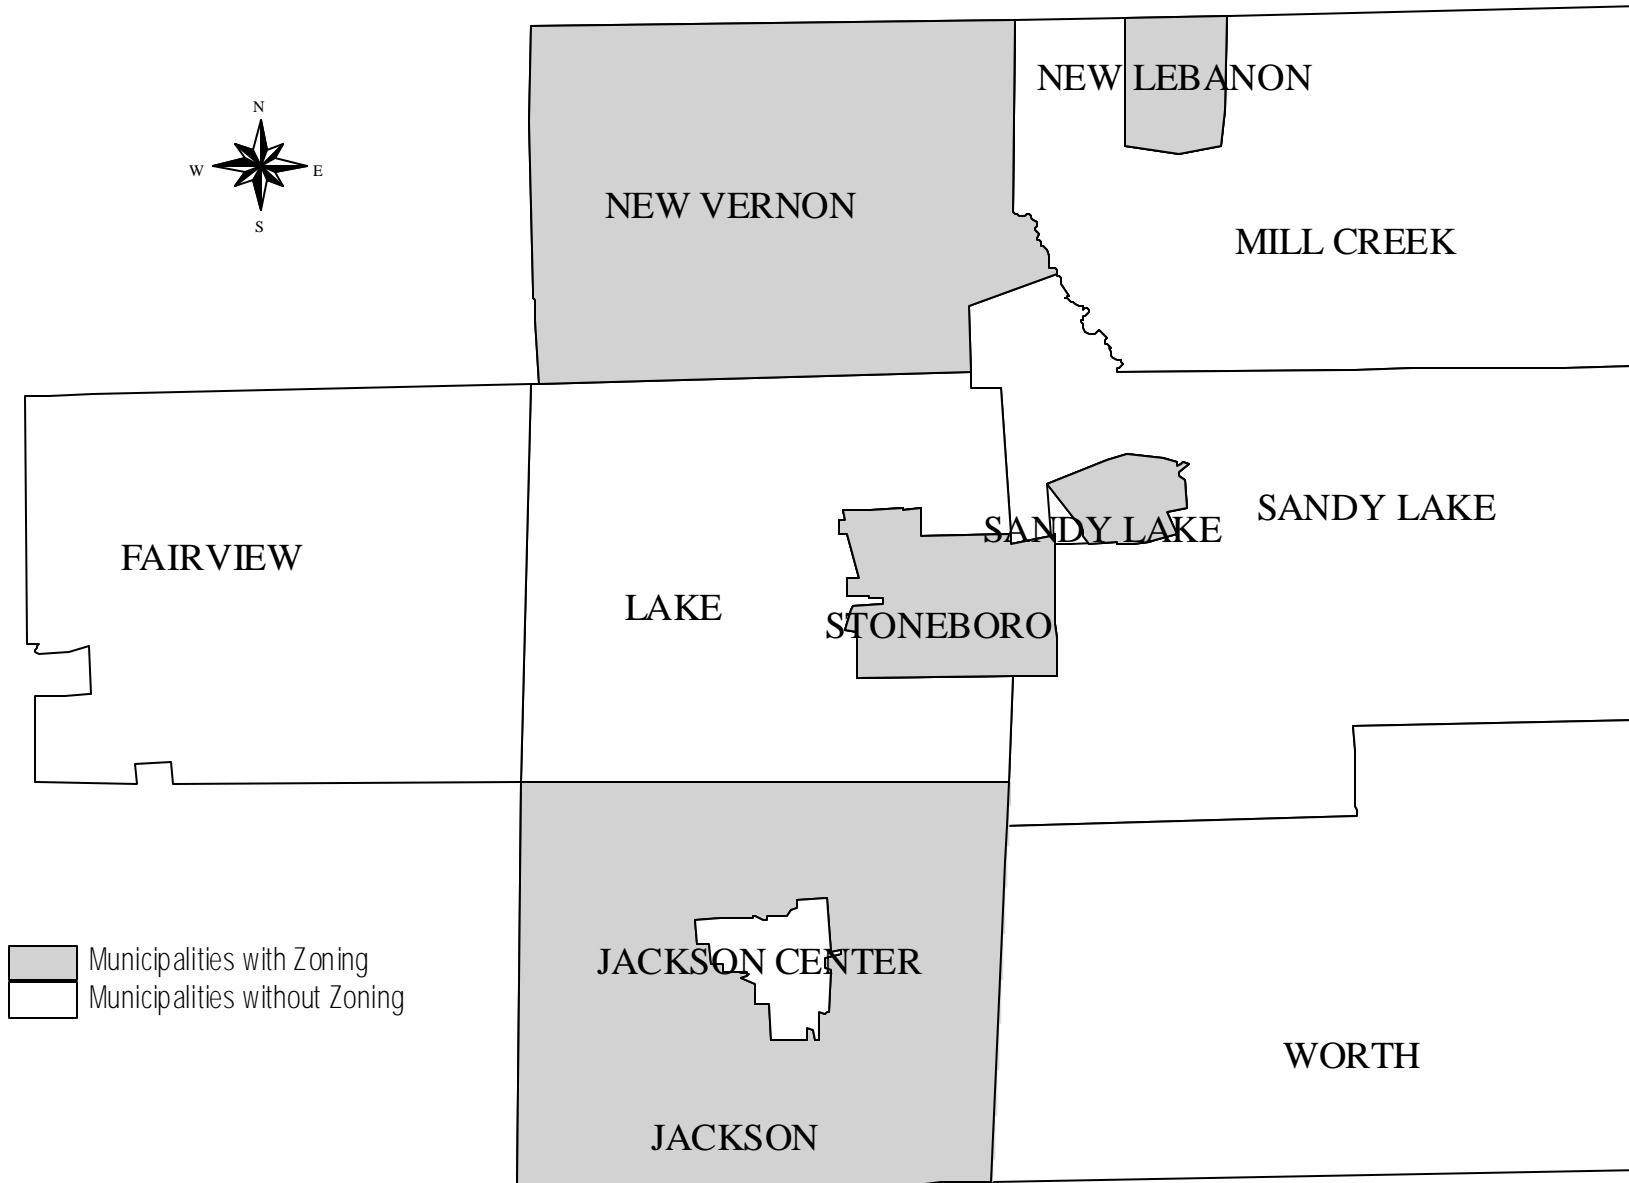 NEW LEBANON
N
W
E
S
NEW VERNON
MILL CREEK
SANDY LAKE
SANDY LAKE
FAIRVIEW
LAKE
STONEBORO
Municipalities with Zoning
Municipalities without Zoning
JACKSON CENTER
WORTH
JACKSON